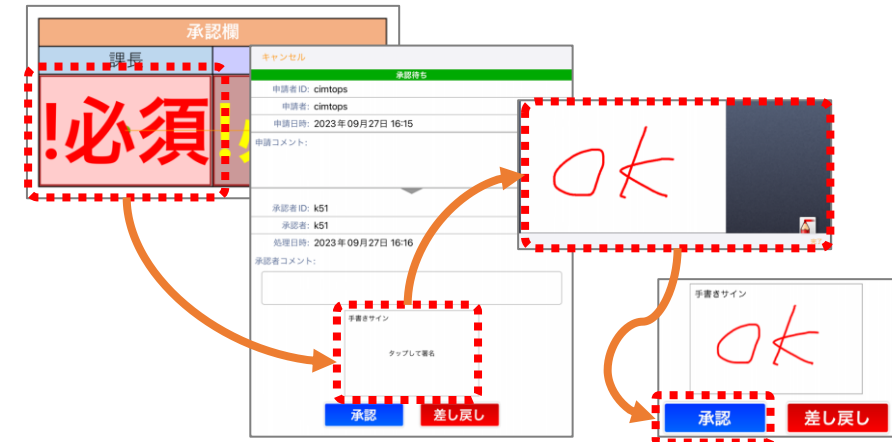 承認欄
課長
!必須
キャンセル
承認待ち
申請者ID: cimtops
申請者: cimtops
申請日時: 2023年09月27日 16:15
申請コメント:
承認者ID: k51
承認者: k51
処理日時: 2023年09月27日 16:16
承認者コメント:
手書きサイン
タップして署名
承認
差し戻し
OK
手書きサイン
OK
承認
差し戻し